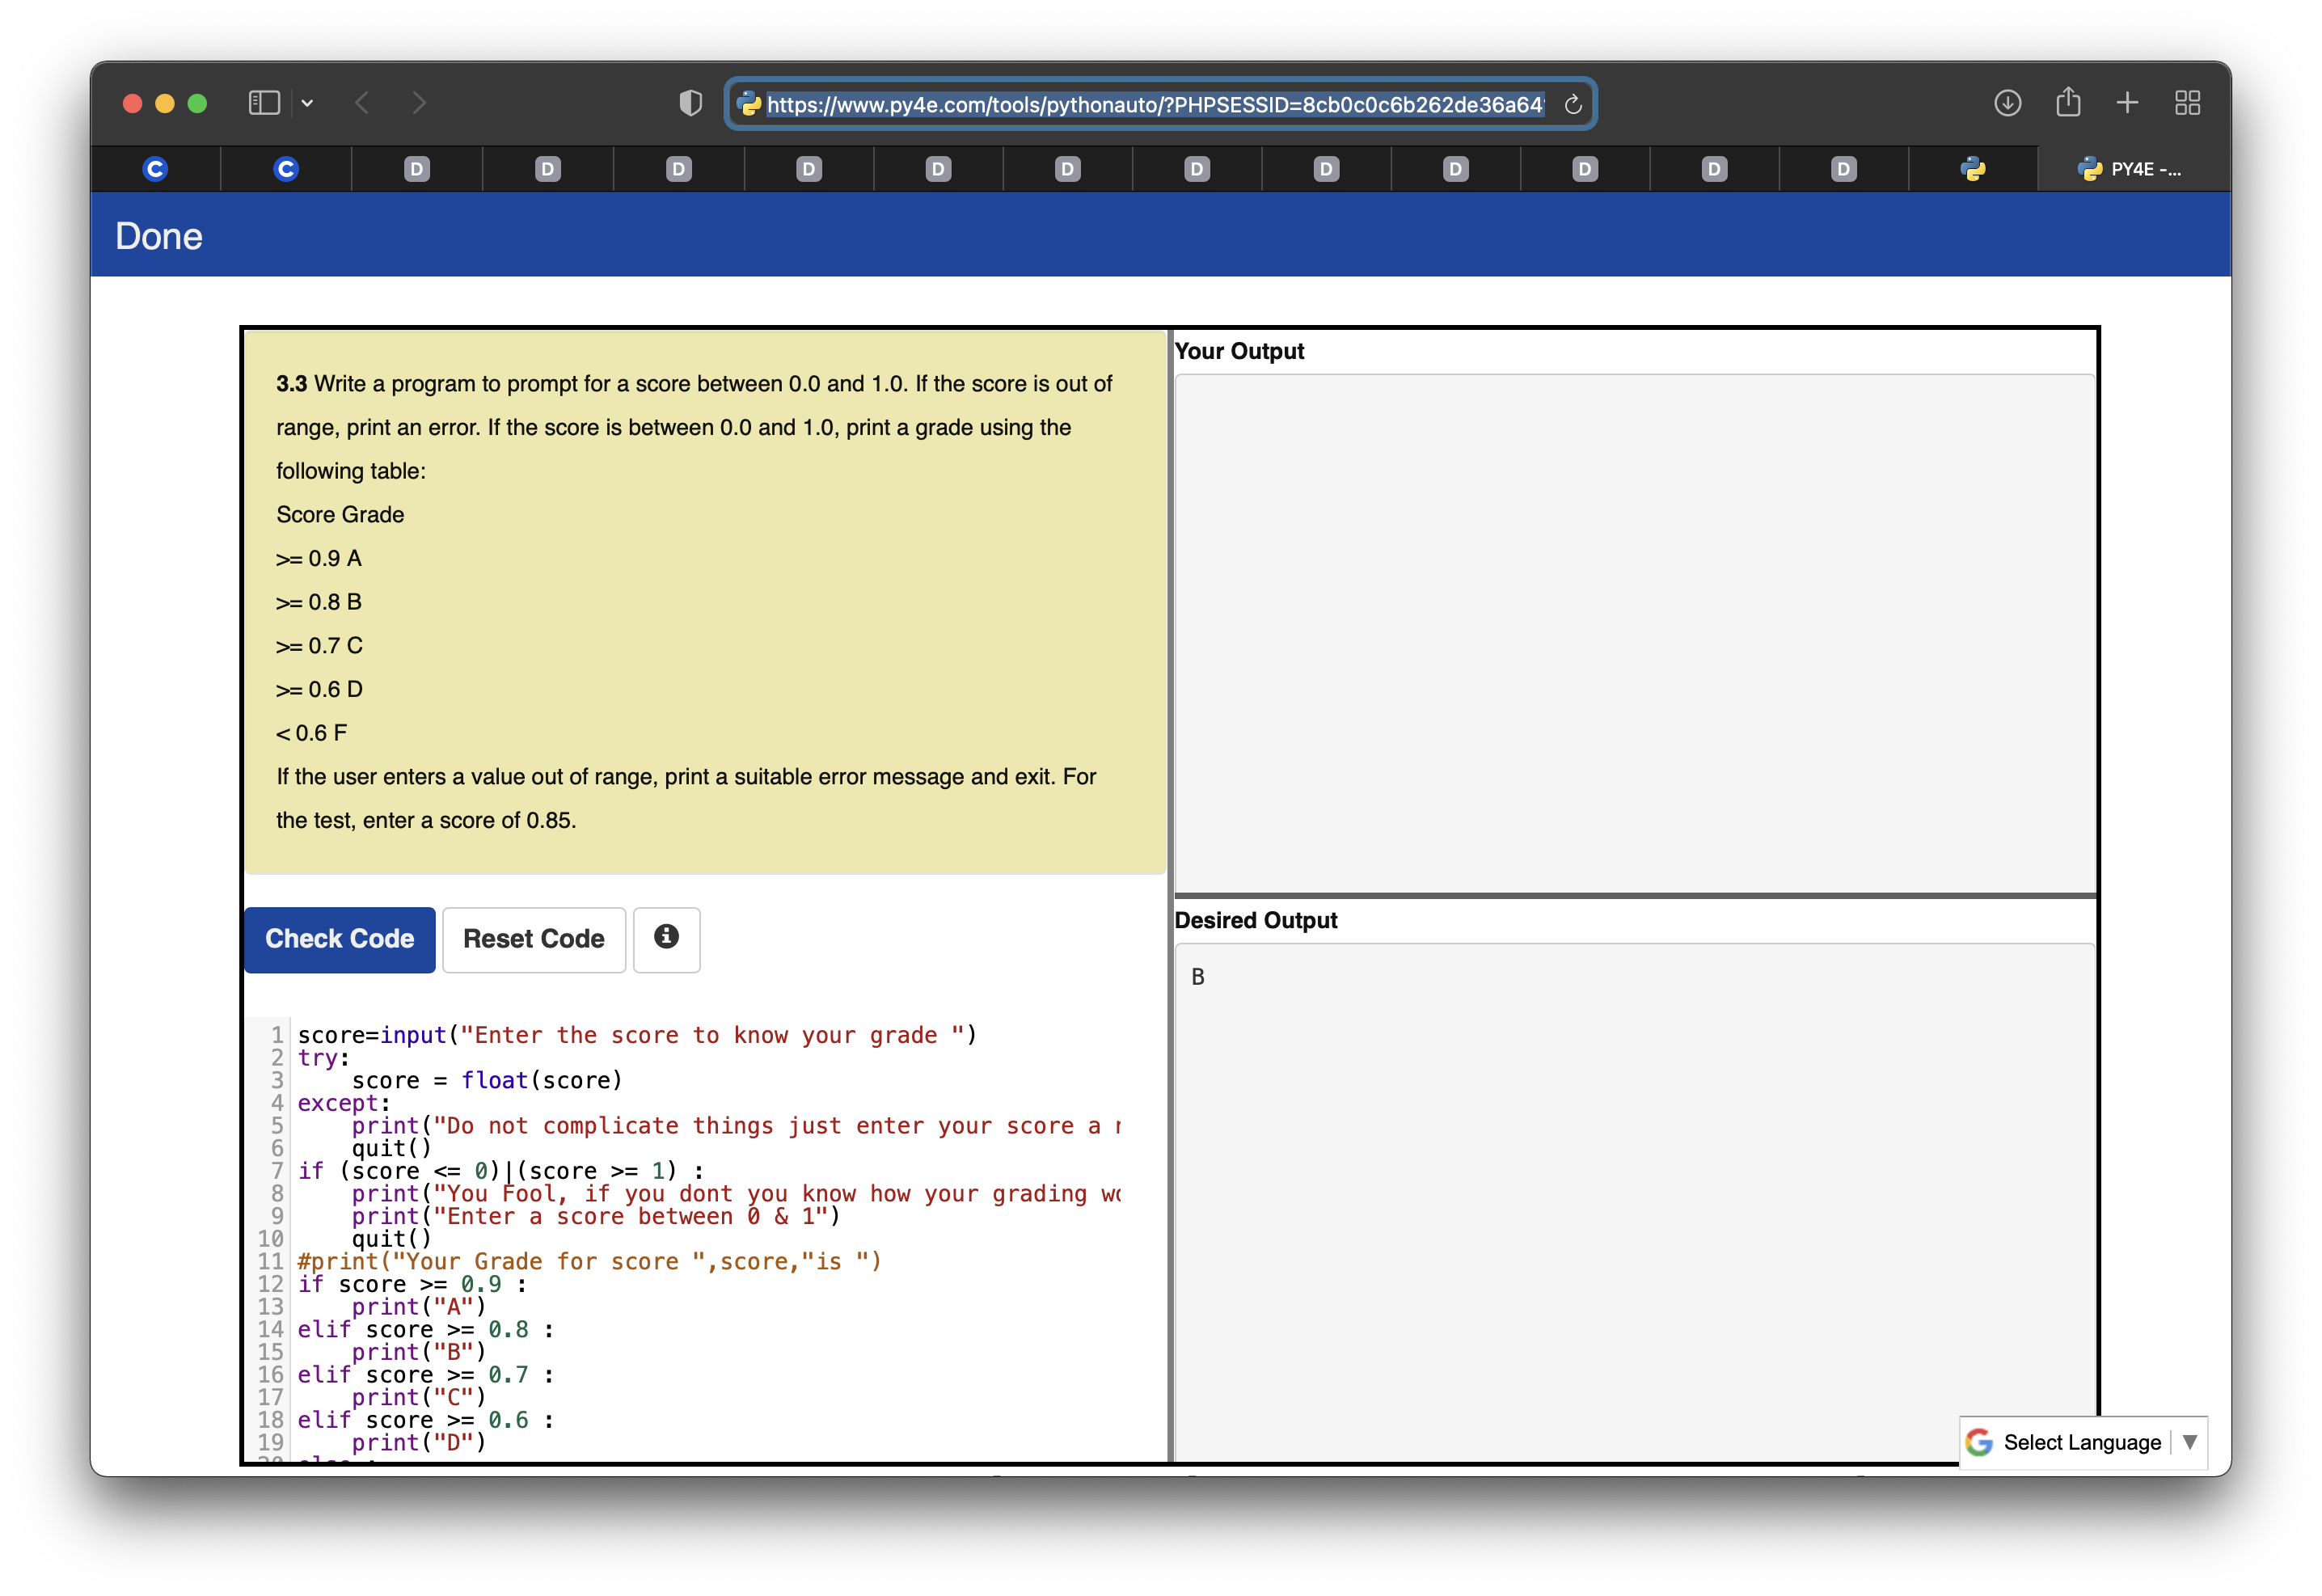 https://www.py4e.com/tools/pythonauto/?PHPSESSID=8cb0c0c6b262de36a64
C C D D D D D D D D D D D D PY4E -...
Done
3.3 Write a program to prompt for a score between 0.0 and 1.0. If the score is out of
range, print an error. If the score is between 0.0 and 1.0, print a grade using the
following table:
Score Grade
>= 0.9 A
>= 0.8 B
>= 0.7 C
>= 0.6 D
< 0.6 F
If the user enters a value out of range, print a suitable error message and exit. For
the test, enter a score of 0.85.
Check Code Reset Code
1 score=input("Enter the score to know your grade ")
2 try:
3 score = float(score)
4 except:
5 print("Do not complicate things just enter your score a
6 quit()
7 if (score <= 0)|(score >= 1) :
8 print("You Fool, if you dont you know how your grading
9 print("Enter a score between 0 & 1")
10 quit()
11 #print("Your Grade for score ",score,"is ")
12 if score >= 0.9 :
13 print("A")
14 elif score >= 0.8 :
15 print("B")
16 elif score >= 0.7 :
17 print("C")
18 elif score >= 0.6 :
19 print("D")
Your Output
Desired Output
B
Select Language